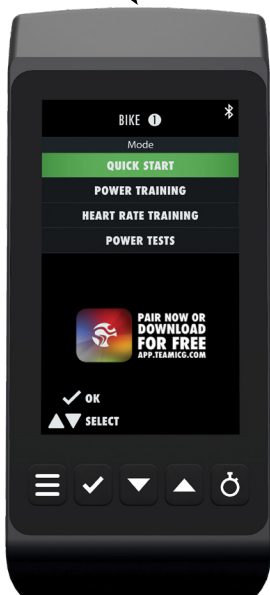 BIKE 1
Mode
QUICK START
POWER TRAINING
HEART RATE TRAINING
POWER TESTS
PAIR NOW OR
DOWNLOAD
FOR FREE
APP.TEAMICG.COM
OK
SELECT